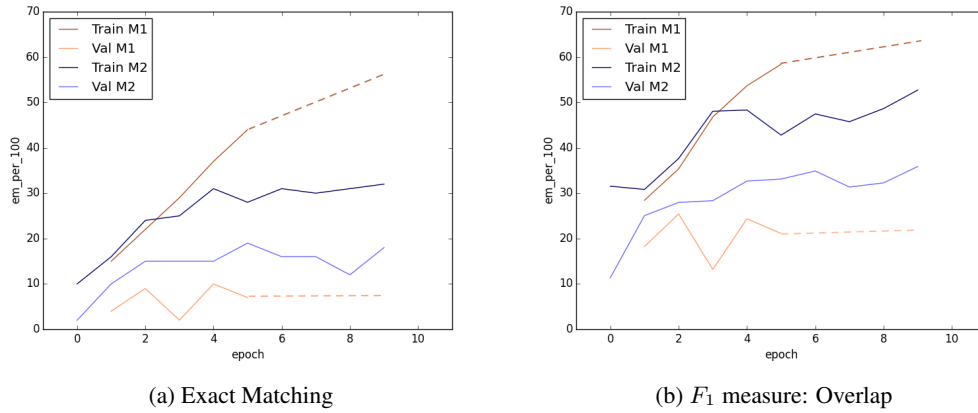 70
60
50
40
30
20
10
0
em_per_100
Train M1
Val M1
Train M2
Val M2
0 2 4 6 8 10
epoch
(a) Exact Matching
70
60
50
40
30
20
10
0
em_per_100
Train M1
Val M1
Train M2
Val M2
0 2 4 6 8 10
epoch
(b) F₁ measure: Overlap